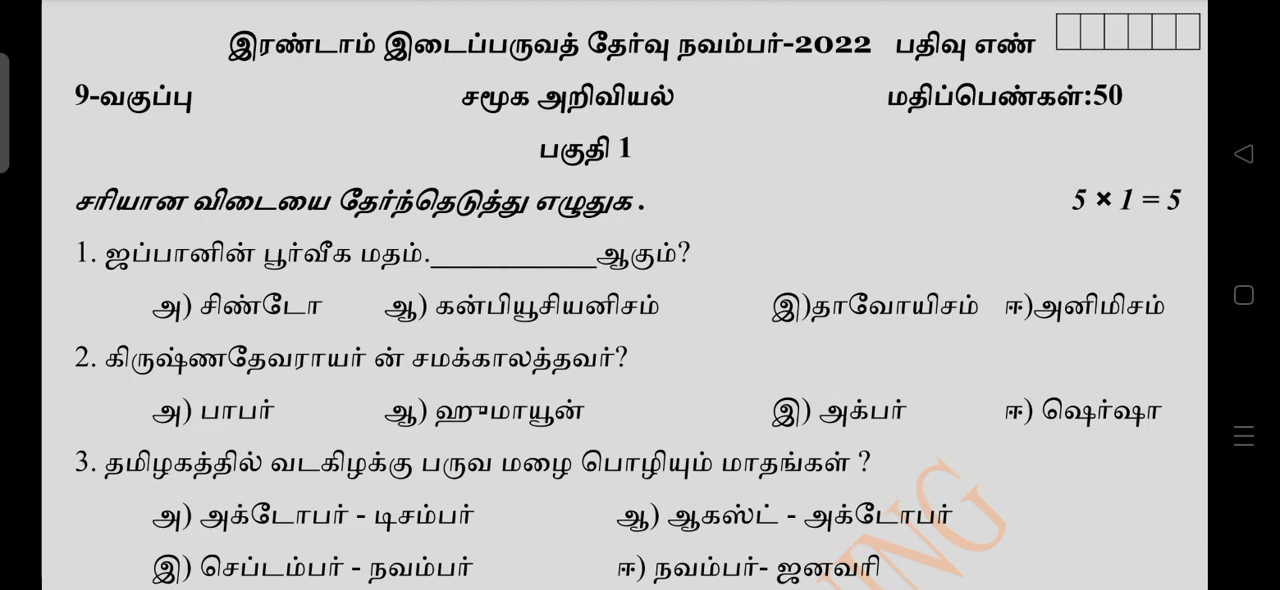 இரண்டாம் இடைப்பருவத் தேர்வு நவம்பர்-2022 பதிவு எண்
9-வகுப்பு சமூக அறிவியல் மதிப்பெண்கள்:50
பகுதி 1
சரியான விடையை தேர்ந்தெடுத்து எழுதுக . 5 × 1 = 5
1. ஜப்பானின் பூர்வீக மதம்.____________ஆகும்?
அ) சிண்டோ ஆ) கன்பியூசியனிசம் இ)தாவோயிசம் ஈ)அனிமிசம்
2. கிருஷ்ணதேவராயர் ன் சமக்காலத்தவர்?
அ) பாபர் ஆ) ஹுமாயூன் இ) அக்பர் ஈ) ஷெர்ஷா
3. தமிழகத்தில் வடகிழக்கு பருவ மழை பொழியும் மாதங்கள் ?
அ) அக்டோபர் - டிசம்பர் ஆ) ஆகஸ்ட் - அக்டோபர்
இ) செப்டம்பர் - நவம்பர் ஈ) நவம்பர்- ஜனவரி